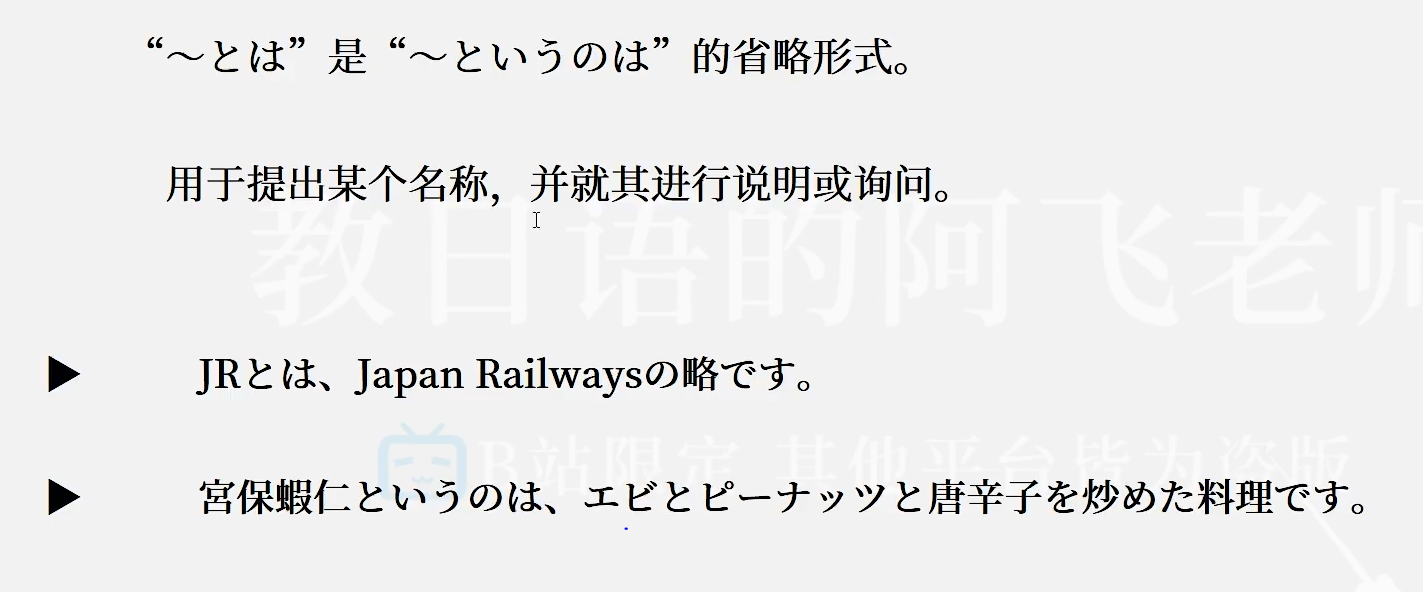 “～とは”是“～というのは”的省略形式。
用于提出某个名称，并就其进行说明或询问。
教日语的阿飞老师
▶ JRとは、Japan Railwaysの略です。
B站限定 其他平台皆为盗版
▶ 宮保蝦仁というのは、エビとピーナッツと唐辛子を炒めた料理です。